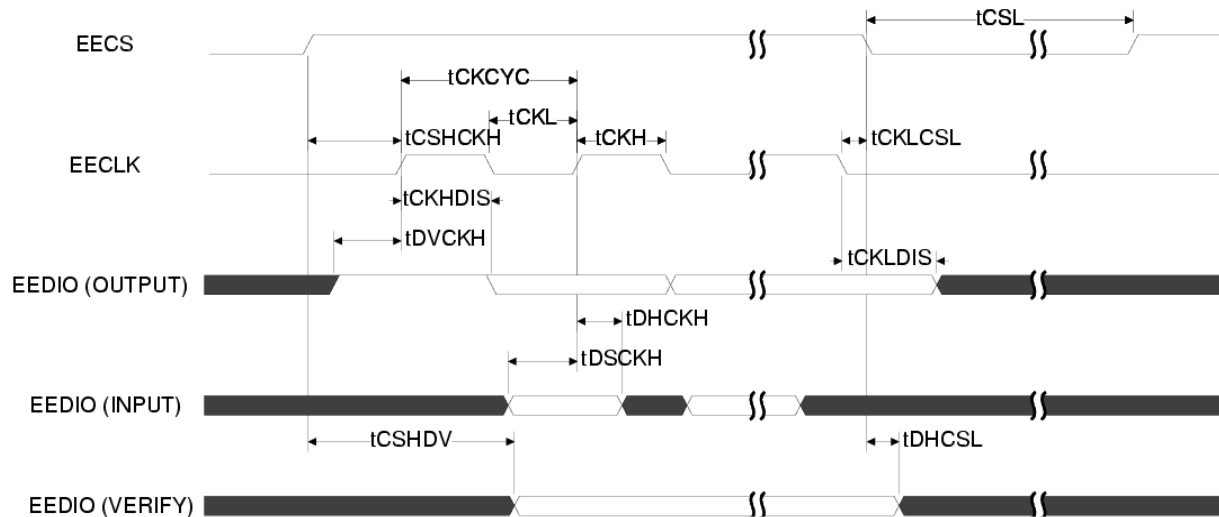 tCSL
EECS
tCKCYC
tCKL
tCSHCKH
tCKH
tCKLCSL
EECLK
tCKHDIS
tDVCKH
tCKLDIS
EEDIO (OUTPUT)
tDHCKH
tDSCKH
EEDIO (INPUT)
tCSHDV
tDHCSL
EEDIO (VERIFY)